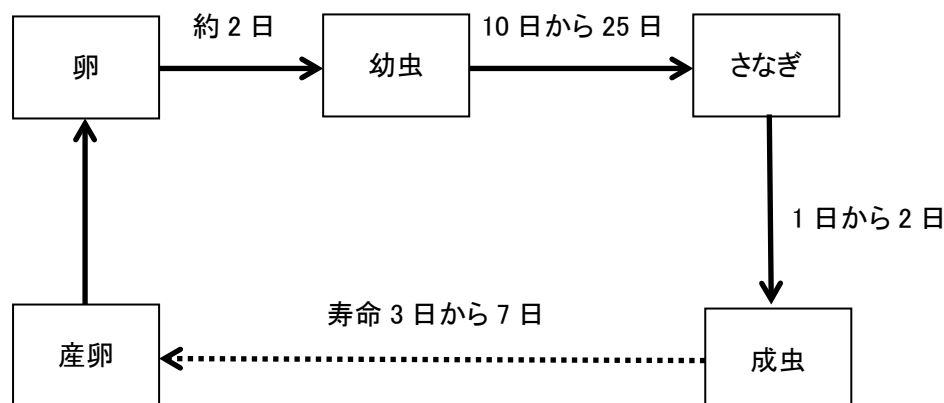 約 2 日
10 日から 25 日
卵
幼虫
さなぎ
1 日から 2 日
寿命 3 日から 7 日
産卵
成虫